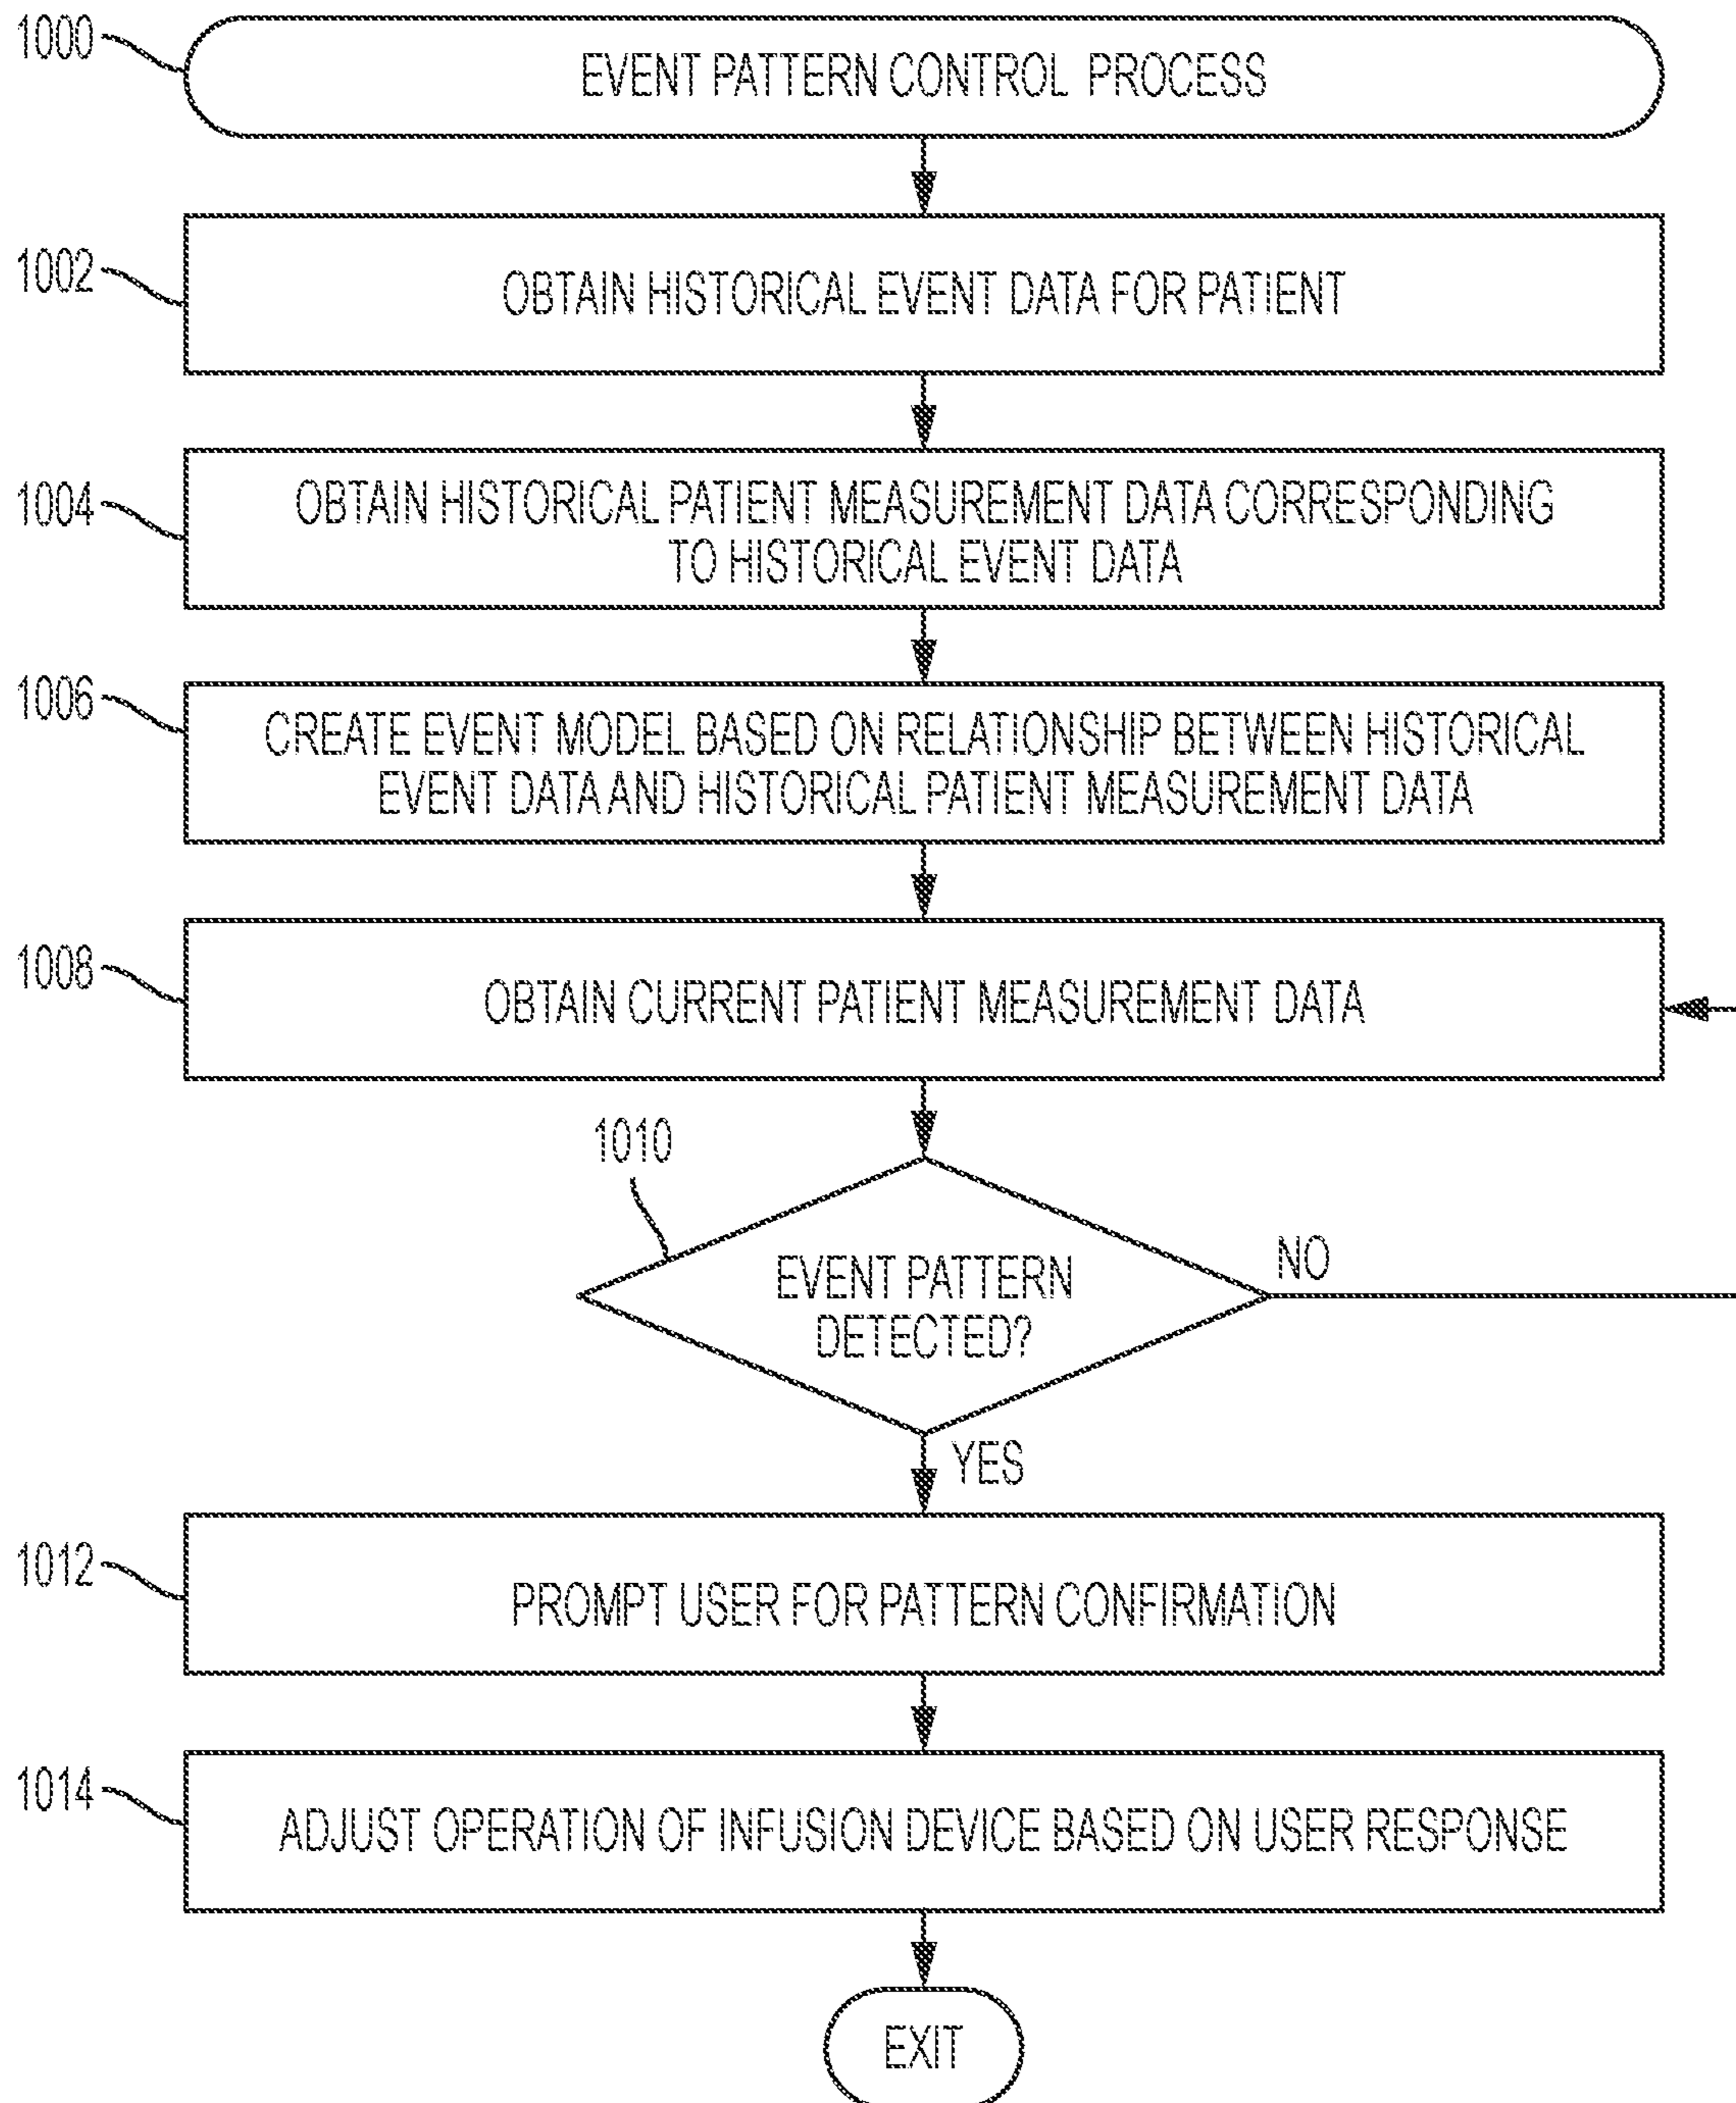 1000
EVENT PATTERN CONTROL PROCESS
1002
OBTAIN HISTORICAL EVENT DATA FOR PATIENT
1004
OBTAIN HISTORICAL PATIENT MEASUREMENT DATA CORRESPONDING
TO HISTORICAL EVENT DATA
1006
CREATE EVENT MODEL BASED ON RELATIONSHIP BETWEEN HISTORICAL
EVENT DATA AND HISTORICAL PATIENT MEASUREMENT DATA
1008
OBTAIN CURRENT PATIENT MEASUREMENT DATA
1010
EVENT PATTERN
DETECTED?
NO
YES
1012
PROMPT USER FOR PATTERN CONFIRMATION
1014
ADJUST OPERATION OF INFUSION DEVICE BASED ON USER RESPONSE
EXIT